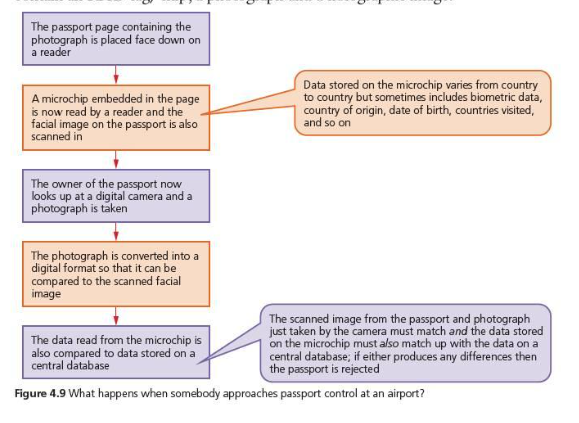 The passport page containing the
photograph is placed face down on
a reader
A microchip embedded in the page
is now read by a reader and the
facial image on the passport is also
scanned in
Data stored on the microchip varies from country
to country but sometimes includes biometric data,
country of origin, date of birth, countries visited,
and so on
The owner of the passport now
looks up at a digital camera and a
photograph is taken
The photograph is converted into a
digital format so that it can be
compared to the scanned facial
image
The data read from the microchip is
also compared to data stored on a
central database
The scanned image from the passport and photograph
just taken by the camera must match and the data stored
on the microchip must also match up with the data on a
central database; if either produces any differences then
the passport is rejected
Figure 4.9 What happens when somebody approaches passport control at an airport?